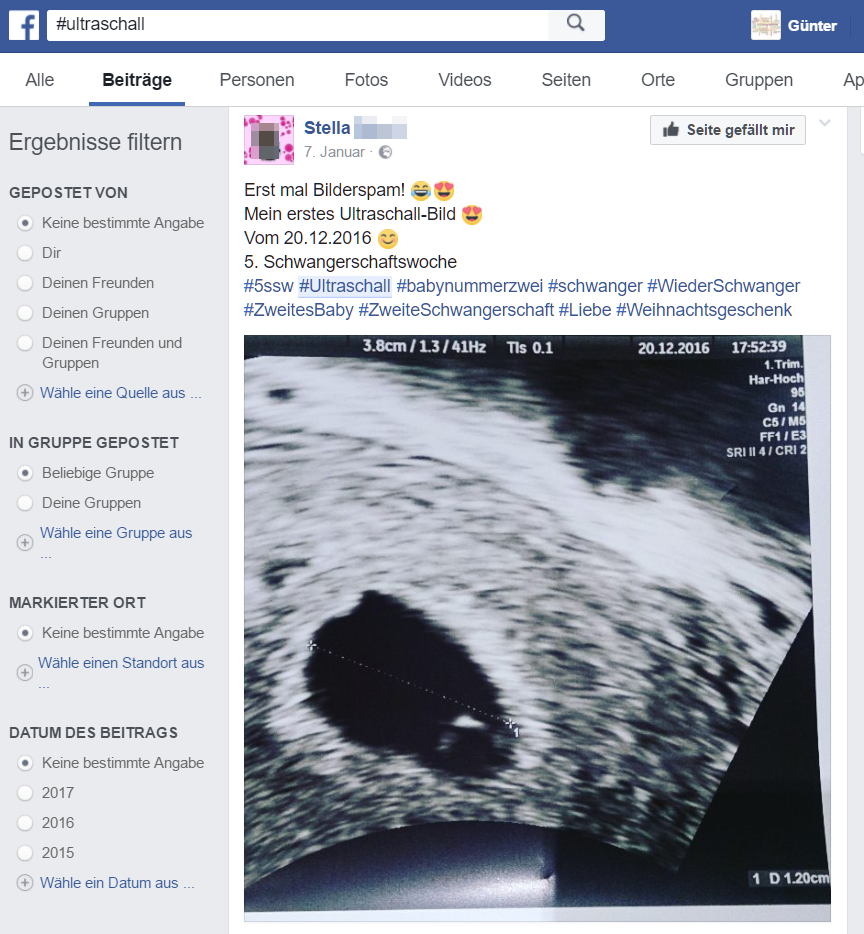 #ultraschall
Günter
Alle Beiträge Personen Fotos Videos Seiten Orte Gruppen Ap
Ergebnisse filtern
GEPOSTET VON
Keine bestimmte Angabe
Dir
Deinen Freunden
Deinen Gruppen
Deinen Freunden und
Gruppen
Wähle eine Quelle aus ...
IN GRUPPE GEPOSTET
Beliebige Gruppe
Deine Gruppen
Wähle eine Gruppe aus
...
MARKIERTER ORT
Keine bestimmte Angabe
Wähle einen Standort aus
...
DATUM DES BEITRAGS
Keine bestimmte Angabe
2017
2016
2015
Wähle ein Datum aus ...
Stella
7. Januar ·
Seite gefällt mir
Erst mal Bilderspam! 😂😍
Mein erstes Ultraschall-Bild 😍
Vom 20.12.2016 😊
5. Schwangerschaftswoche
#5ssw #Ultraschall #babynummerzwei #schwanger #WiederSchwanger
#ZweitesBaby #ZweiteSchwangerschaft #Liebe #Weihnachtsgeschenk
3.8cm / 1.3 / 41Hz TIs 0.1 20.12.2016 17:52:39
1.Trim.
Har-Hoch
95
Gn 14
C5 / M5
FF1 / E3
SRI II 4 / CRI 2
1
1 D 1.20cm